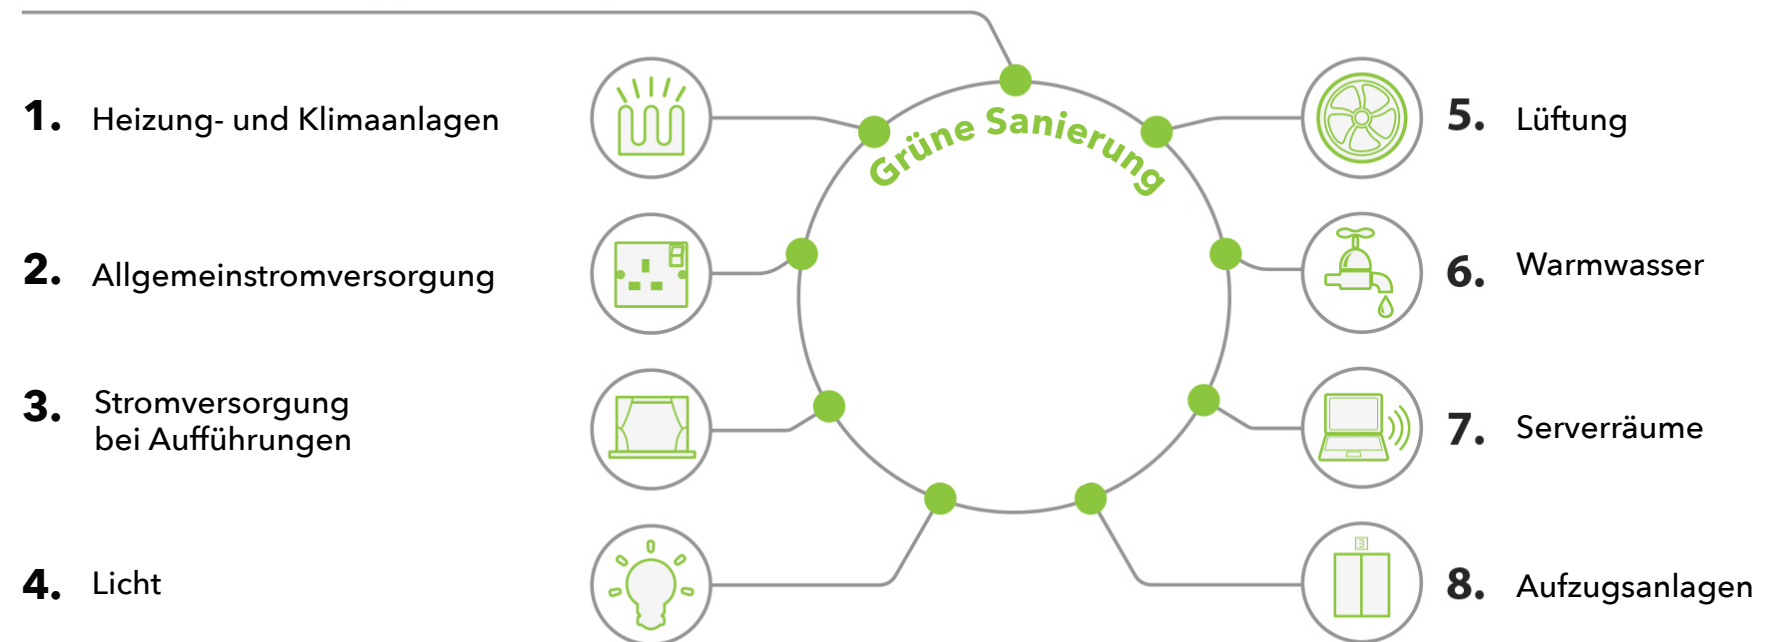 Grüne Sanierung
1. Heizung- und Klimaanlagen
2. Allgemeinstromversorgung
3. Stromversorgung
bei Aufführungen
4. Licht
5. Lüftung
6. Warmwasser
7. Serverräume
8. Aufzugsanlagen